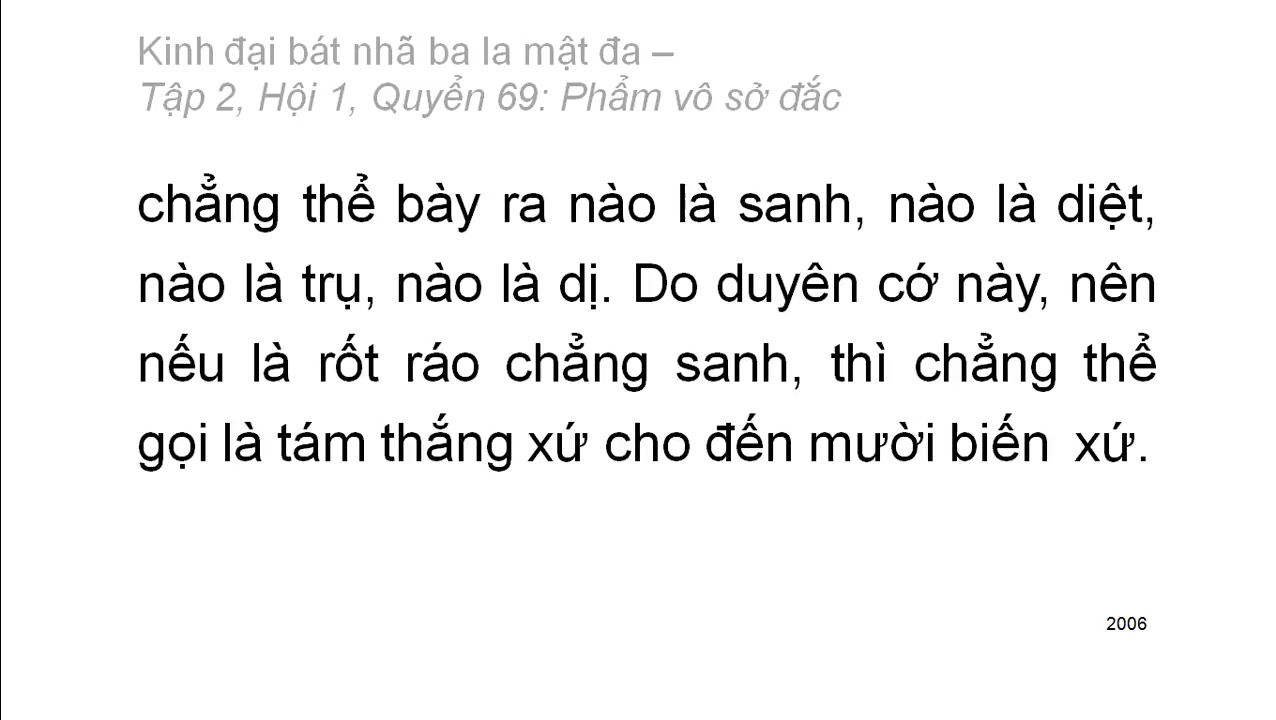 Kinh đại bát nhã ba la mật đa –
Tập 2, Hội 1, Quyển 69: Phẩm vô sở đắc
chẳng thể bày ra nào là sanh, nào là diệt,
nào là trụ, nào là dị. Do duyên cớ này, nên
nếu là rốt ráo chẳng sanh, thì chẳng thể
gọi là tám thắng xứ cho đến mười biến xứ.
2006